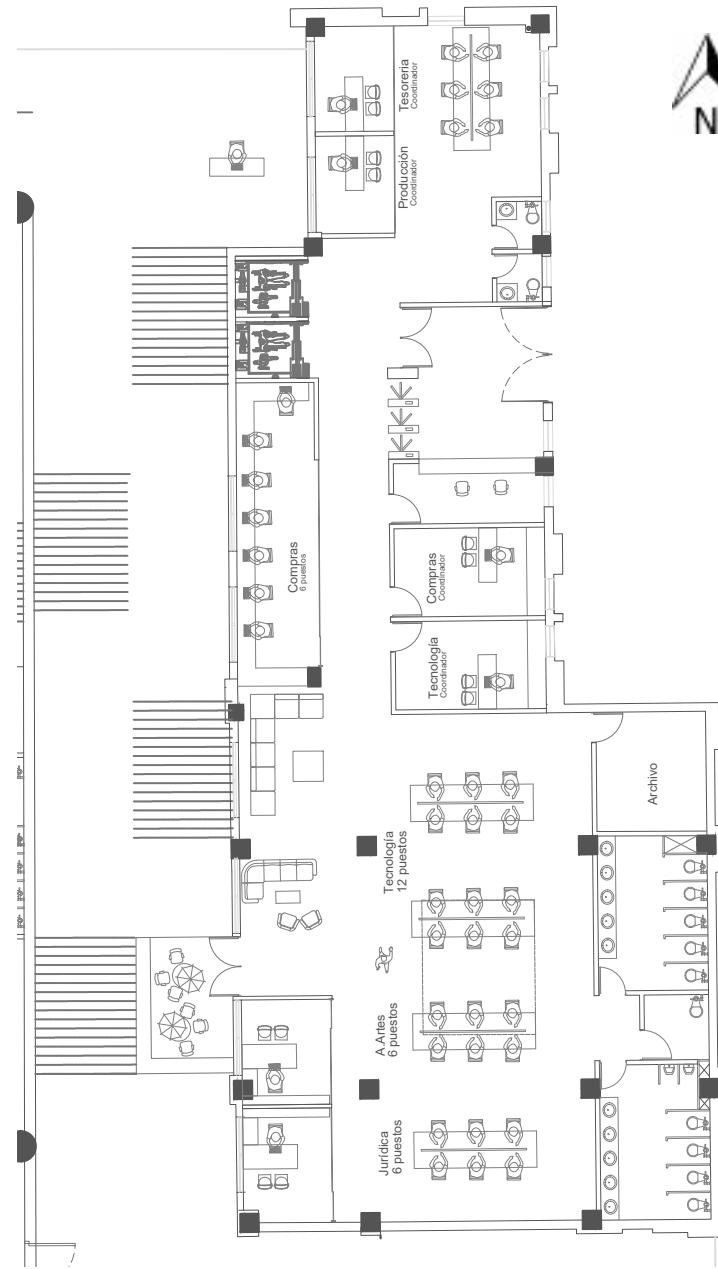 Tesorería
Coordinador
Producción
Coordinador
N
Compras
6 puestos
Compras
Coordinador
Tecnología
Coordinador
Archivo
Tecnología
12 puestos
A.Artes
6 puestos
Jurídica
6 puestos